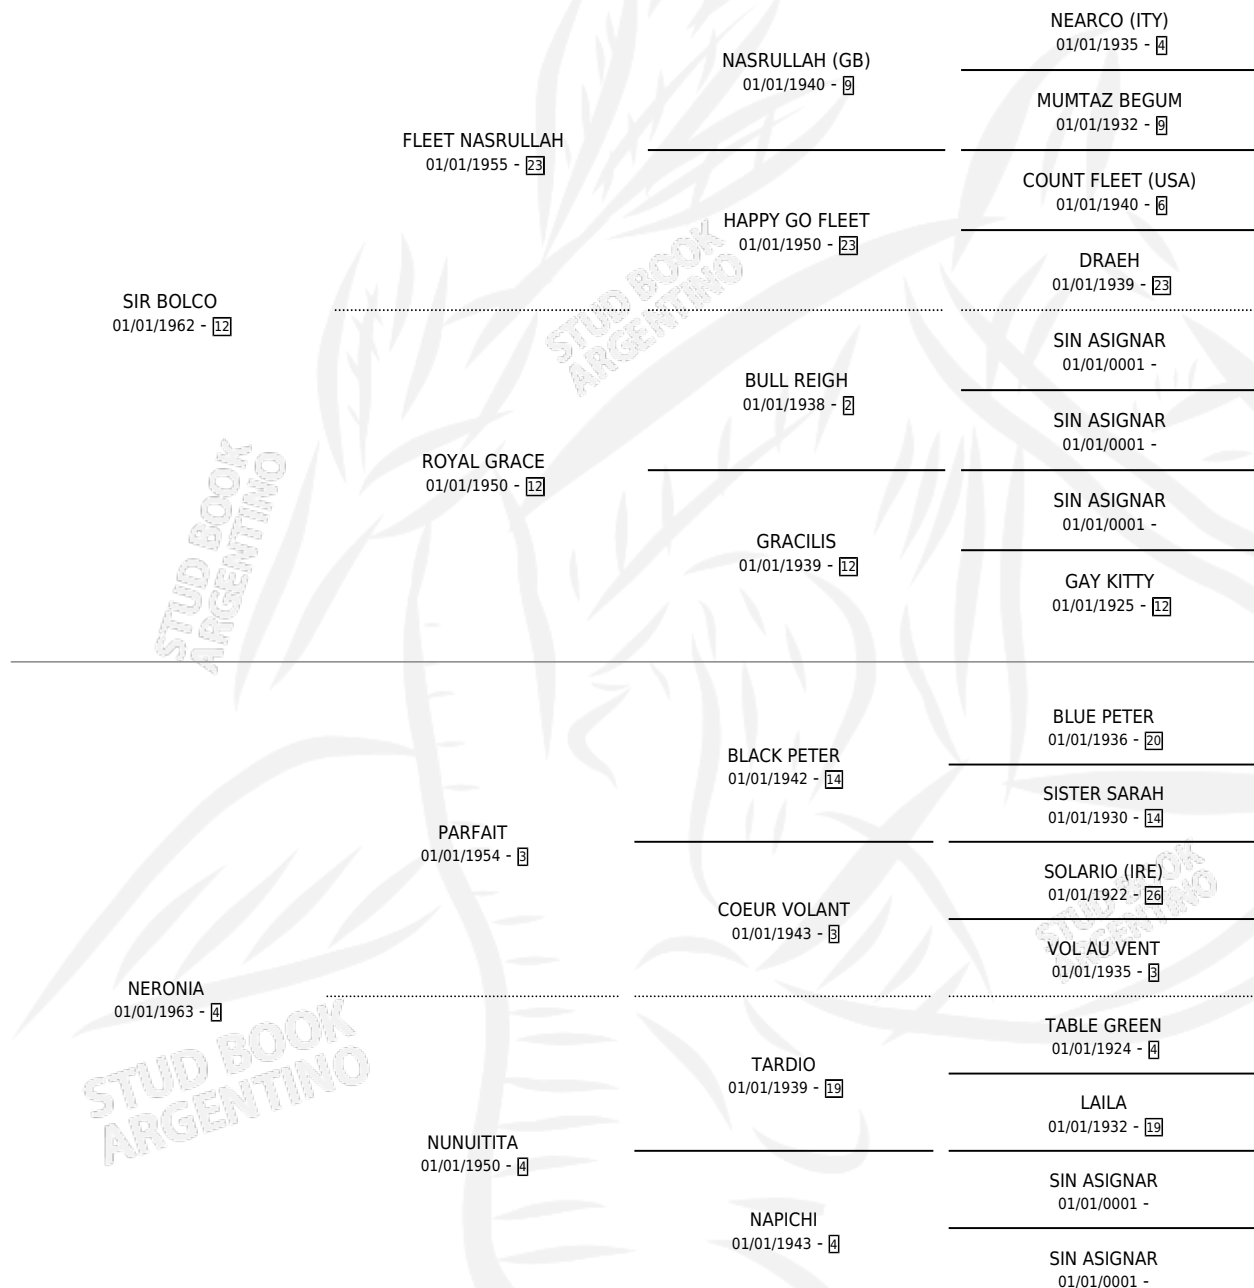 NEARCO (ITY)
01/01/1935 - 4
NASRULLAH (GB)
01/01/1940 - 9
MUMTAZ BEGUM
01/01/1932 - 9
FLEET NASRULLAH
01/01/1955 - 23
COUNT FLEET (USA)
01/01/1940 - 6
HAPPY GO FLEET
01/01/1950 - 23
DRAEH
01/01/1939 - 23
SIR BOLCO
01/01/1962 - 12
STUD BOOK
ARGENTINO
SIN ASIGNAR
01/01/0001 -
BULL REIGH
01/01/1938 - 2
SIN ASIGNAR
01/01/0001 -
ROYAL GRACE
01/01/1950 - 12
SIN ASIGNAR
01/01/0001 -
GRACILIS
01/01/1939 - 12
GAY KITTY
01/01/1925 - 12
STUD BOOK
ARGENTINO
BLUE PETER
01/01/1936 - 20
BLACK PETER
01/01/1942 - 14
SISTER SARAH
01/01/1930 - 14
PARFAIT
01/01/1954 - 3
SOLARIO (IRE)
01/01/1922 - 26
STUD BOOK
ARGENTINO
COEUR VOLANT
01/01/1943 - 3
VOL AU VENT
01/01/1935 - 3
NERONIA
01/01/1963 - 4
STUD BOOK
ARGENTINO
TABLE GREEN
01/01/1924 - 4
TARDIO
01/01/1939 - 19
LAILA
01/01/1932 - 19
NUNUITITA
01/01/1950 - 4
SIN ASIGNAR
01/01/0001 -
NAPICHI
01/01/1943 - 4
SIN ASIGNAR
01/01/0001 -